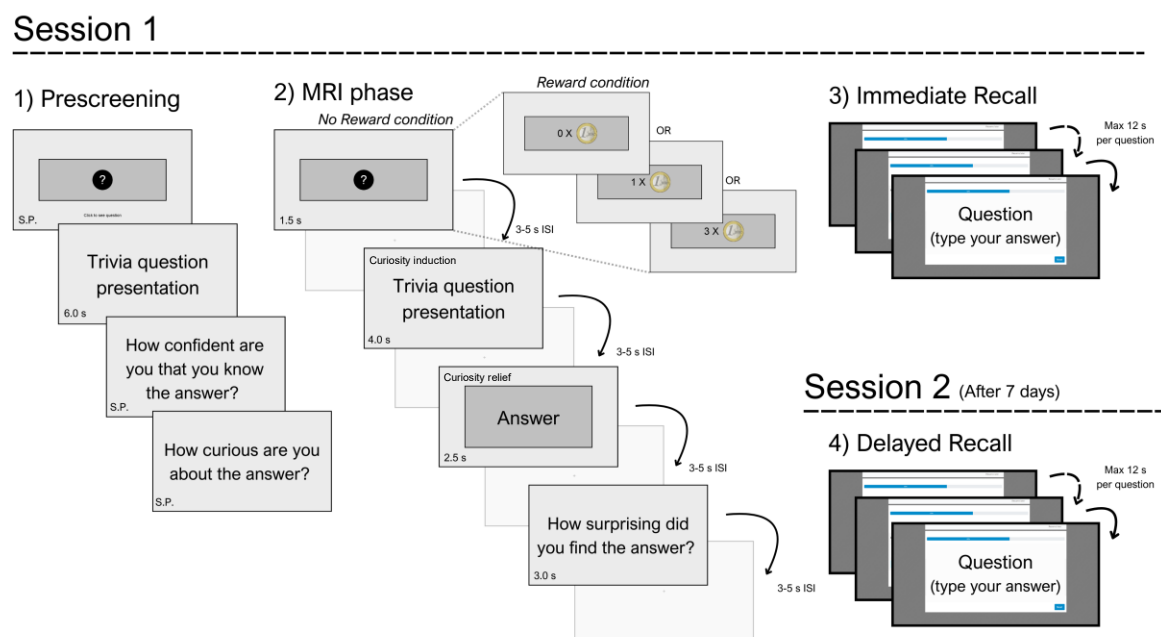 Session 1
1) Prescreening
?
Click to see question
S.P.
Trivia question
presentation
6.0 s
How confident are
you that you know
the answer?
S.P.
How curious are you
about the answer?
S.P.
2) MRI phase
No Reward condition
?
1.5 s
3-5 s ISI
Reward condition
0 X
OR
1 X
OR
3 X
Curiosity induction
Trivia question
presentation
4.0 s
3-5 s ISI
Curiosity relief
Answer
2.5 s
3-5 s ISI
How surprising did
you find the answer?
3.0 s
3-5 s ISI
3) Immediate Recall
Max 12 s
per question
Question
(type your answer)
Session 2 (After 7 days)
4) Delayed Recall
Max 12 s
per question
Question
(type your answer)